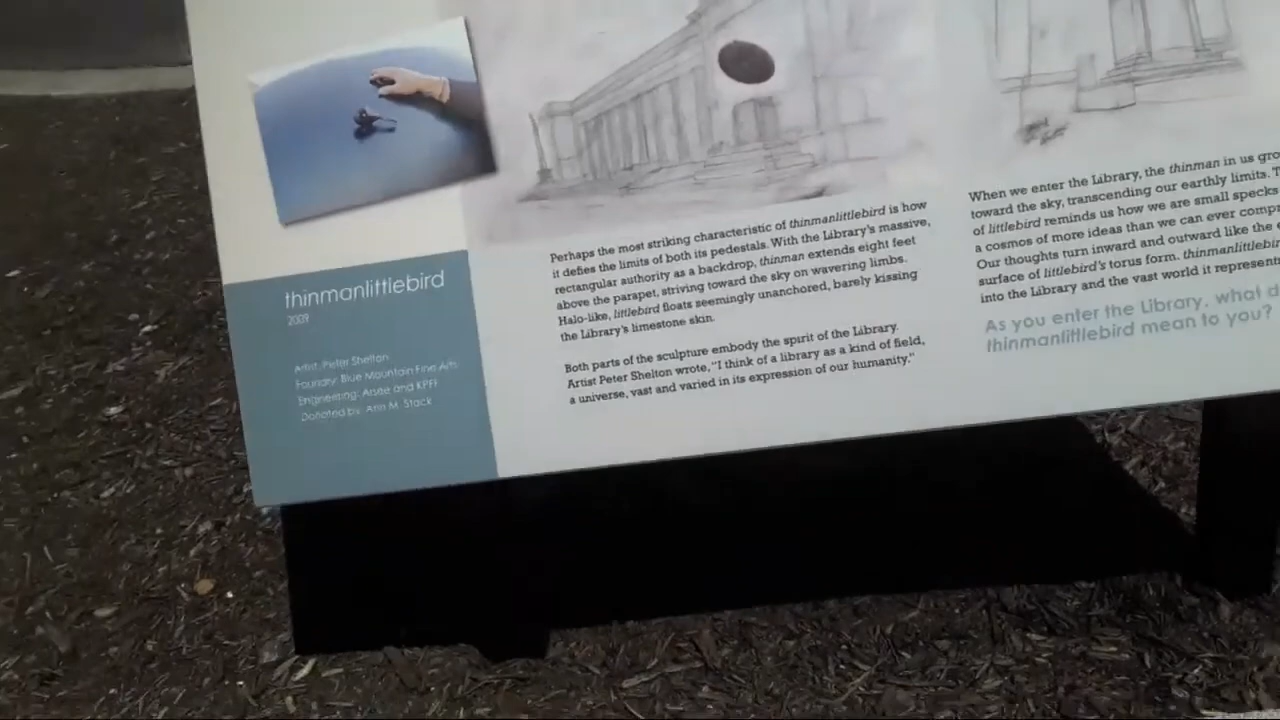 thinmanlittlebird
2009
Artist: Peter Shelton
Foundry: Blue Mountain Fine Arts
Engineering: Arsee and KPFF
Donated by: Ann M. Stack
Perhaps the most striking characteristic of thinmanlittlebird is how
it defies the limits of both its pedestals. With the Library's massive,
rectangular authority as a backdrop, thinman extends eight feet
above the parapet, striving toward the sky on wavering limbs.
Halo-like, littlebird floats seemingly unanchored, barely kissing
the Library's limestone skin.
Both parts of the sculpture embody the spirit of the Library.
Artist Peter Shelton wrote, "I think of a library as a kind of field,
a universe, vast and varied in its expression of our humanity."
When we enter the Library, the thinman in us gro
toward the sky, transcending our earthly limits. T
of littlebird reminds us how we are small specks
a cosmos of more ideas than we can ever compr
Our thoughts turn inward and outward like the
surface of littlebird's torus form. thinmanlittlebir
into the Library and the vast world it represent
As you enter the Library, what d
thinmanlittlebird mean to you?